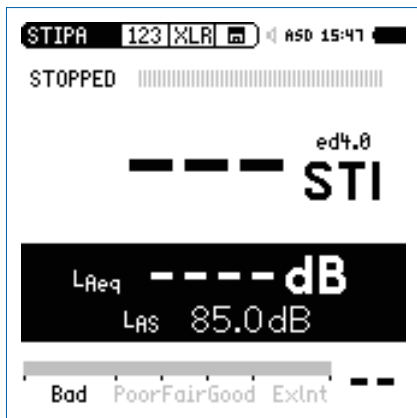 STIPA 123 XLR ASD 15:47
STOPPED
ed4.0
--- STI
LAeq ----dB
LAS 85.0dB
Bad Poor Fair Good Exlnt --